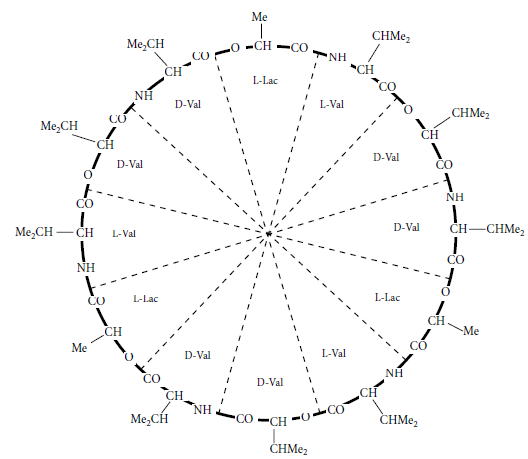 Me
Me2CH CO O CH CO NH CHMe2
CH L-Lac CH
NH D-Val L-Val CO
Me2CH CO O CHMe2
CH D-Val D-Val CH
O CO
CO NH
Me2CH CH L-Val D-Val CH CHMe2
NH CO
CO L-Lac L-Lac O
Me CH CH Me
O D-Val L-Val CO
CO NH
CH D-Val CH
Me2CH NH CO CH O CO CHMe2
CHMe2